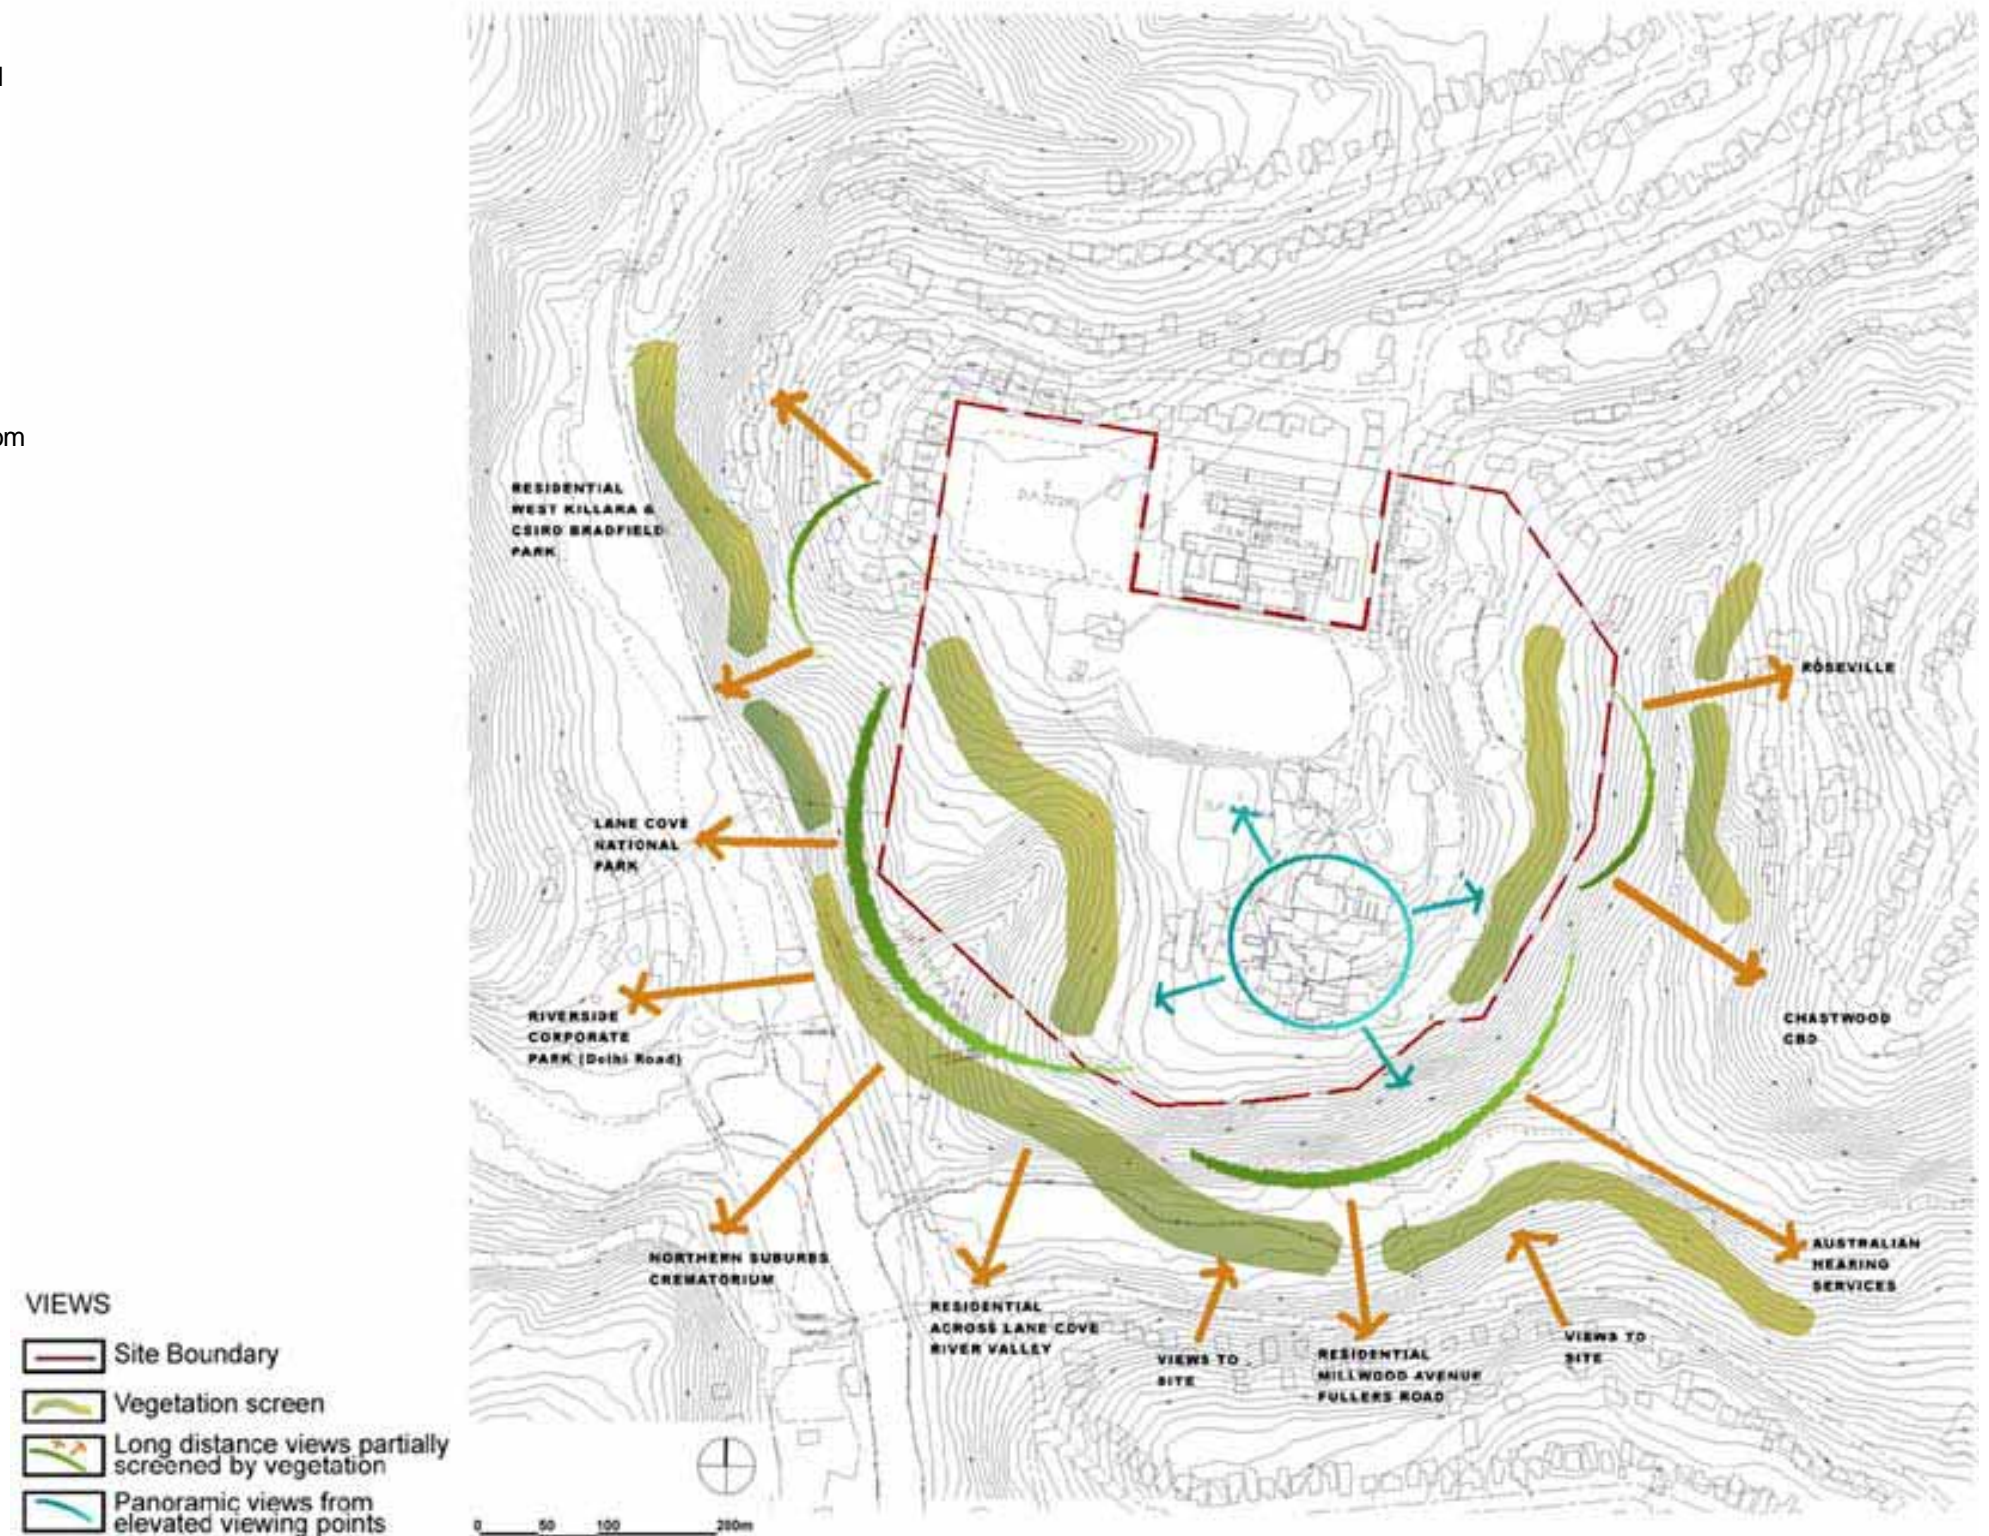 om
RESIDENTIAL
WEST KILLARA &
CSIRO BRADFIELD
PARK
ROSEVILLE
LANE COVE
NATIONAL
PARK
RIVERSIDE
CORPORATE
PARK (Delhi Road)
CHASTWOOD
CBD
NORTHERN SUBURBS
CREMATORIUM
RESIDENTIAL
ACROSS LANE COVE
RIVER VALLEY
VIEWS TO
SITE
RESIDENTIAL
MILLWOOD AVENUE
FULLERS ROAD
VIEWS TO
SITE
AUSTRALIAN
HEARING
SERVICES
VIEWS
Site Boundary
Vegetation screen
Long distance views partially
screened by vegetation
Panoramic views from
elevated viewing points
0 50 100 200m